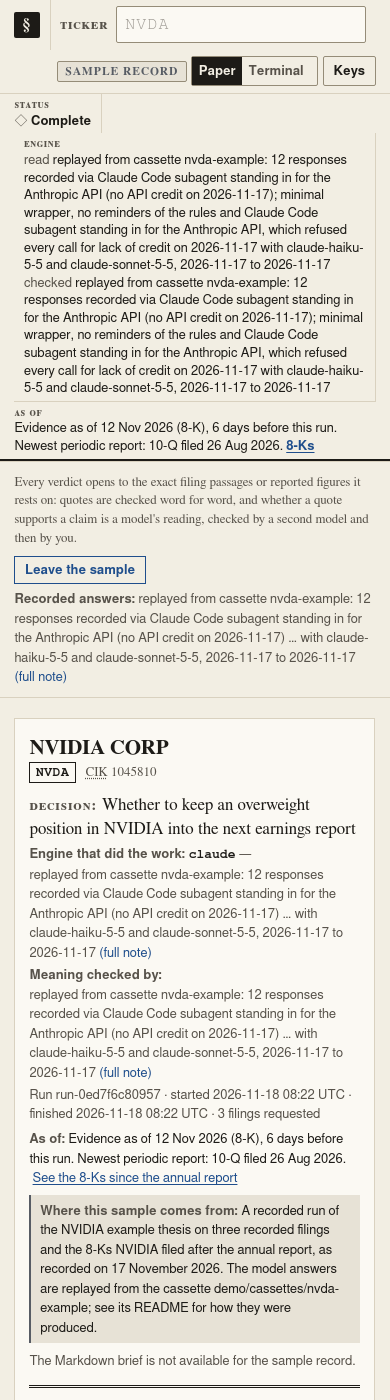 § TICKER NVDA
SAMPLE RECORD Paper Terminal Keys
STATUS
◇ Complete
ENGINE
read replayed from cassette nvda-example: 12 responses
recorded via Claude Code subagent standing in for the
Anthropic API (no API credit on 2026-11-17); minimal
wrapper, no reminders of the rules and Claude Code
subagent standing in for the Anthropic API, which refused
every call for lack of credit on 2026-11-17 with claude-haiku-
5-5 and claude-sonnet-5-5, 2026-11-17 to 2026-11-17
checked replayed from cassette nvda-example: 12
responses recorded via Claude Code subagent standing in
for the Anthropic API (no API credit on 2026-11-17); minimal
wrapper, no reminders of the rules and Claude Code
subagent standing in for the Anthropic API, which refused
every call for lack of credit on 2026-11-17 with claude-haiku-
5-5 and claude-sonnet-5-5, 2026-11-17 to 2026-11-17
AS OF
Evidence as of 12 Nov 2026 (8-K), 6 days before this run.
Newest periodic report: 10-Q filed 26 Aug 2026. 8-Ks
Every verdict opens to the exact filing passages or reported figures it
rests on: quotes are checked word for word, and whether a quote
supports a claim is a model's reading, checked by a second model and
then by you.
Leave the sample
Recorded answers: replayed from cassette nvda-example: 12
responses recorded via Claude Code subagent standing in for
the Anthropic API (no API credit on 2026-11-17) ... with claude-
haiku-5-5 and claude-sonnet-5-5, 2026-11-17 to 2026-11-17
(full note)
NVIDIA CORP
NVDA CIK 1045810
DECISION: Whether to keep an overweight
position in NVIDIA into the next earnings report
Engine that did the work: claude —
replayed from cassette nvda-example: 12 responses
recorded via Claude Code subagent standing in for the
Anthropic API (no API credit on 2026-11-17) ... with
claude-haiku-5-5 and claude-sonnet-5-5, 2026-11-17 to
2026-11-17 (full note)
Meaning checked by:
replayed from cassette nvda-example: 12 responses
recorded via Claude Code subagent standing in for the
Anthropic API (no API credit on 2026-11-17) ... with
claude-haiku-5-5 and claude-sonnet-5-5, 2026-11-17 to
2026-11-17 (full note)
Run run-0ed7f6c80957 · started 2026-11-18 08:22 UTC ·
finished 2026-11-18 08:22 UTC · 3 filings requested
As of: Evidence as of 12 Nov 2026 (8-K), 6 days before
this run. Newest periodic report: 10-Q filed 26 Aug 2026.
See the 8-Ks since the annual report
Where this sample comes from: A recorded run of
the NVIDIA example thesis on three recorded filings
and the 8-Ks NVIDIA filed after the annual report, as
recorded on 17 November 2026. The model answers
are replayed from the cassette demo/cassettes/nvda-
example; see its README for how they were
produced.
The Markdown brief is not available for the sample record.